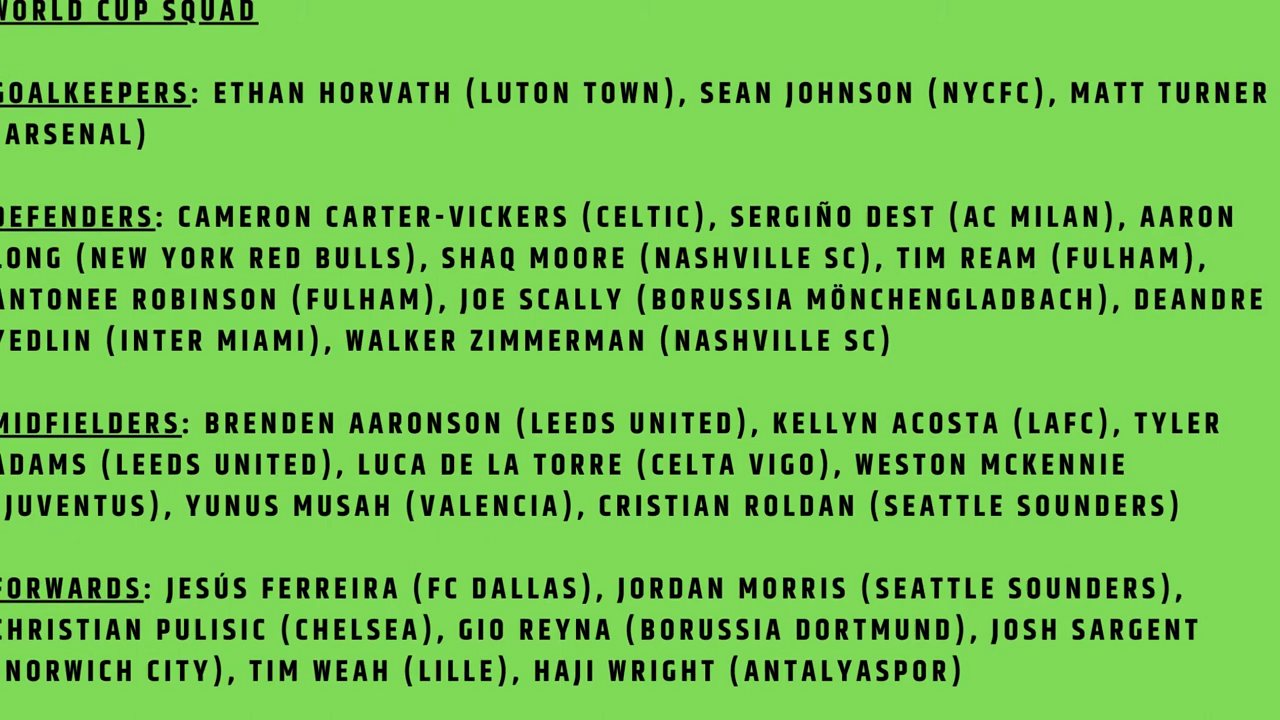 WORLD CUP SQUAD
GOALKEEPERS: ETHAN HORVATH (LUTON TOWN), SEAN JOHNSON (NYCFC), MATT TURNER
(ARSENAL)
DEFENDERS: CAMERON CARTER-VICKERS (CELTIC), SERGIÑO DEST (AC MILAN), AARON
LONG (NEW YORK RED BULLS), SHAQ MOORE (NASHVILLE SC), TIM REAM (FULHAM),
ANTONEE ROBINSON (FULHAM), JOE SCALLY (BORUSSIA MÖNCHENGLADBACH), DEANDRE
YEDLIN (INTER MIAMI), WALKER ZIMMERMAN (NASHVILLE SC)
MIDFIELDERS: BRENDEN AARONSON (LEEDS UNITED), KELLYN ACOSTA (LAFC), TYLER
ADAMS (LEEDS UNITED), LUCA DE LA TORRE (CELTA VIGO), WESTON MCKENNIE
(JUVENTUS), YUNUS MUSAH (VALENCIA), CRISTIAN ROLDAN (SEATTLE SOUNDERS)
FORWARDS: JESÚS FERREIRA (FC DALLAS), JORDAN MORRIS (SEATTLE SOUNDERS),
CHRISTIAN PULISIC (CHELSEA), GIO REYNA (BORUSSIA DORTMUND), JOSH SARGENT
(NORWICH CITY), TIM WEAH (LILLE), HAJI WRIGHT (ANTALYASPOR)